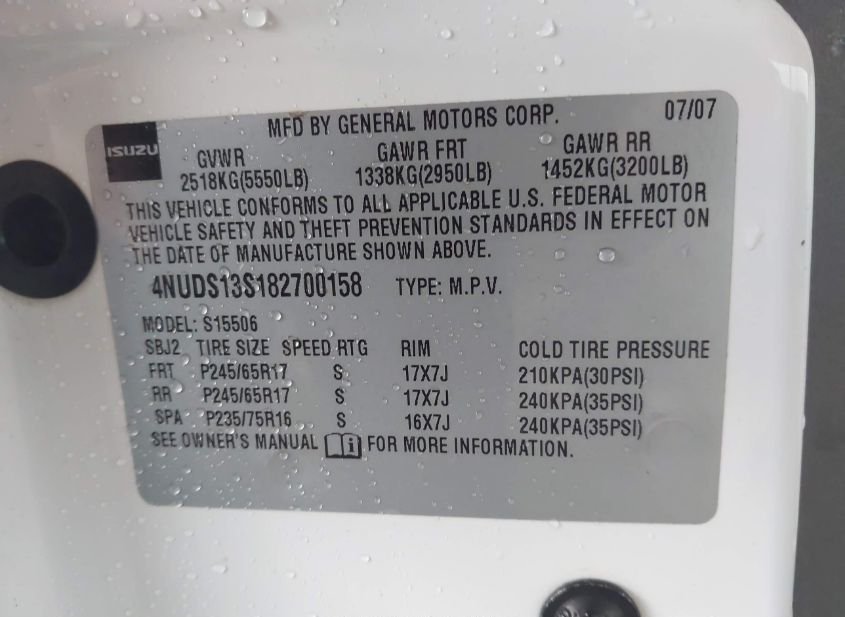 ISUZU
MFD BY GENERAL MOTORS CORP. 07/07
GVWR GAWR FRT GAWR RR
2518KG(5550LB) 1338KG(2950LB) 1452KG(3200LB)
THIS VEHICLE CONFORMS TO ALL APPLICABLE U.S. FEDERAL MOTOR
VEHICLE SAFETY AND THEFT PREVENTION STANDARDS IN EFFECT ON
THE DATE OF MANUFACTURE SHOWN ABOVE.
4NUDS13S182700158 TYPE: M.P.V.
MODEL: S15506
SBJ2 TIRE SIZE SPEED RTG RIM COLD TIRE PRESSURE
FRT P245/65R17 S 17X7J 210KPA(30PSI)
RR P245/65R17 S 17X7J 240KPA(35PSI)
SPA P235/75R16 S 16X7J 240KPA(35PSI)
SEE OWNER'S MANUAL FOR MORE INFORMATION.